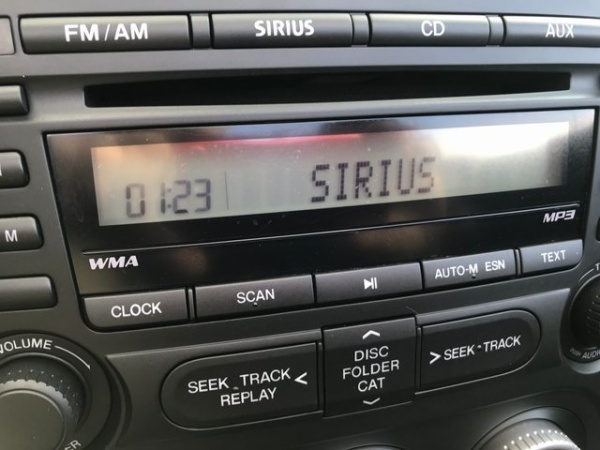 FM/AM SIRIUS CD AUX
01:23 SIRIUS
M
WMA MP3
CLOCK SCAN AUTO-M ESN TEXT
VOLUME
SEEK TRACK
REPLAY
DISC
FOLDER
CAT
SEEK TRACK
AUDIO